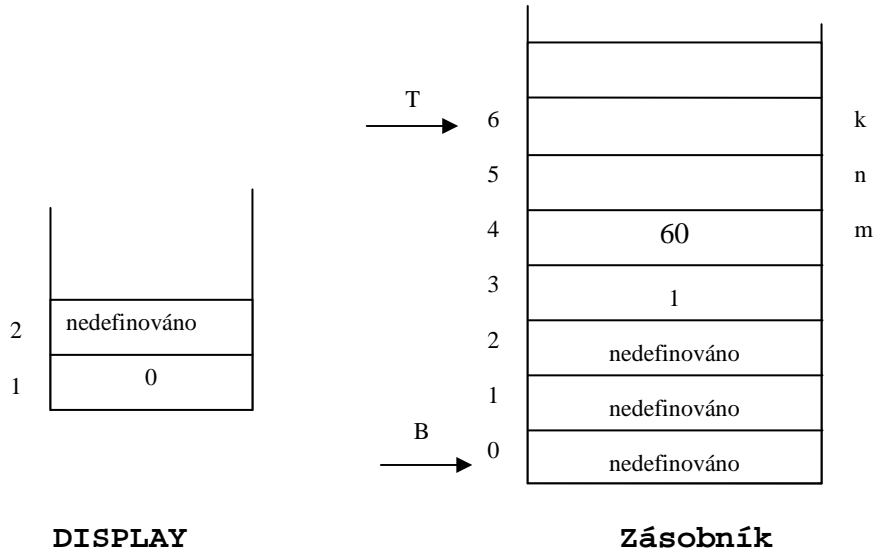 T
6 k
5 n
4 60 m
3 1
2 nedefinováno
1 nedefinováno
B
0 nedefinováno
2 nedefinováno
1 0
DISPLAY Zásobník